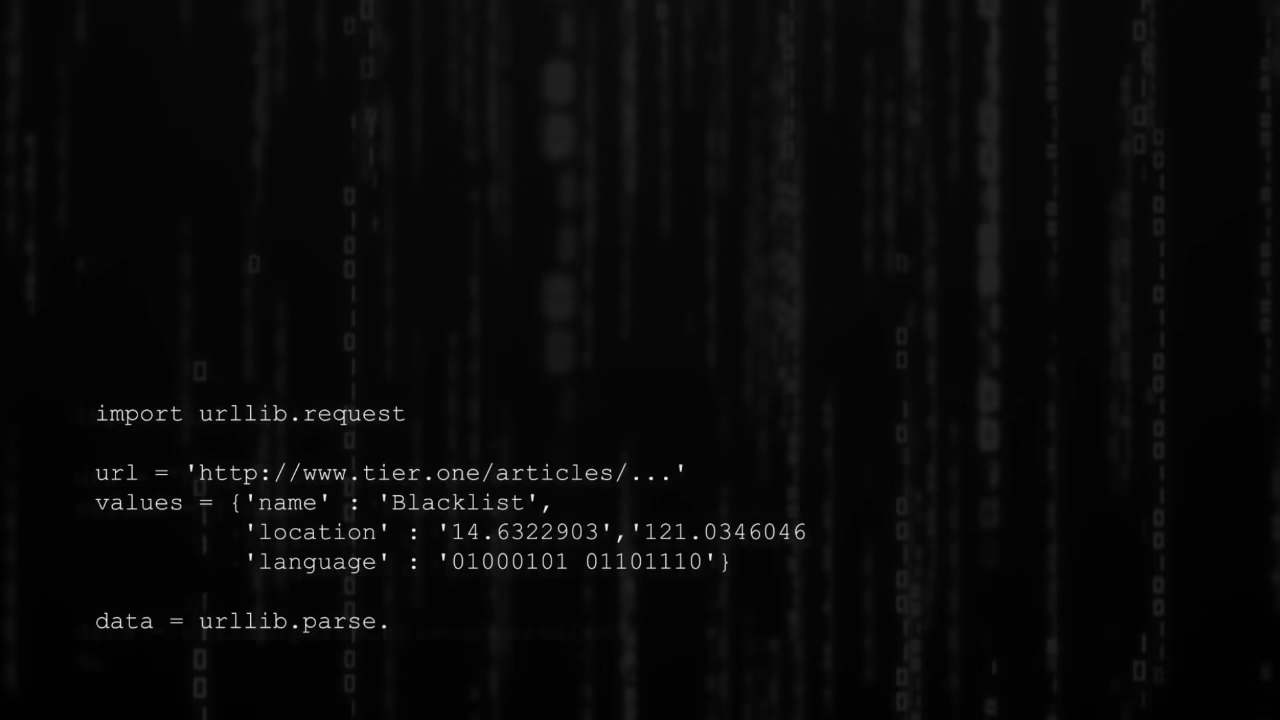 import urllib.request
url = 'http://www.tier.one/articles/...'
values = {'name' : 'Blacklist',
'location' : '14.6322903','121.0346046
'language' : '01000101 01101110'}
data = urllib.parse.